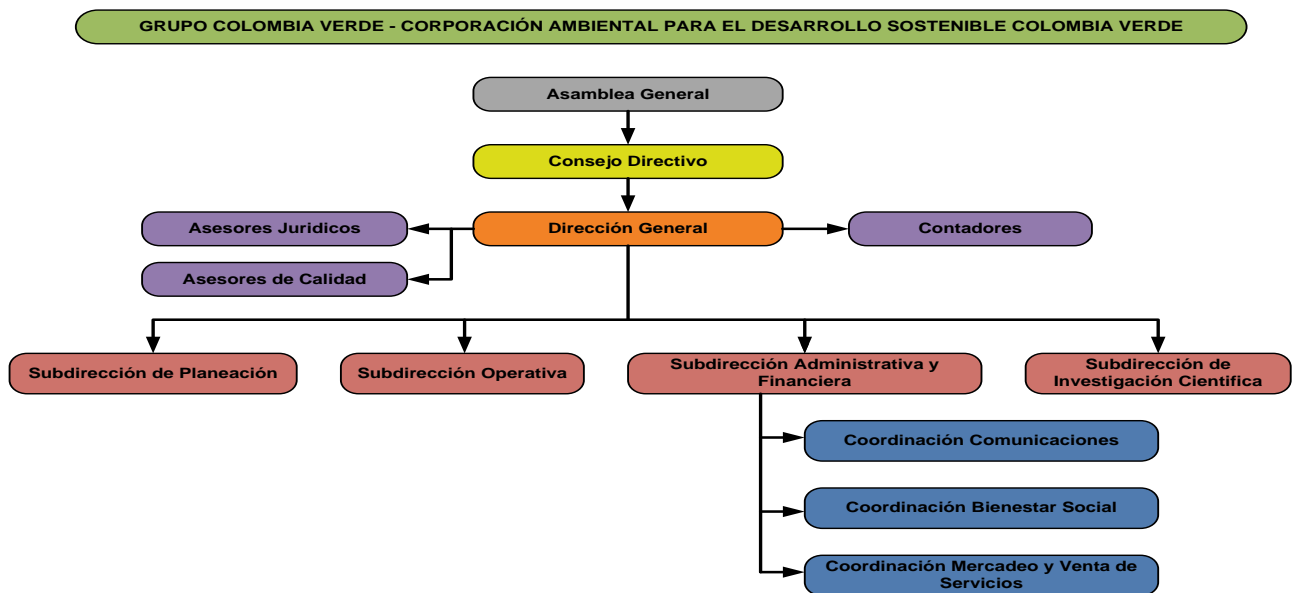 GRUPO COLOMBIA VERDE - CORPORACIÓN AMBIENTAL PARA EL DESARROLLO SOSTENIBLE COLOMBIA VERDE
Asamblea General
Consejo Directivo
Asesores Juridicos
Dirección General
Contadores
Asesores de Calidad
Subdirección de Planeación
Subdirección Operativa
Subdirección Administrativa y
Financiera
Subdirección de
Investigación Cientifica
Coordinación Comunicaciones
Coordinación Bienestar Social
Coordinación Mercadeo y Venta de
Servicios